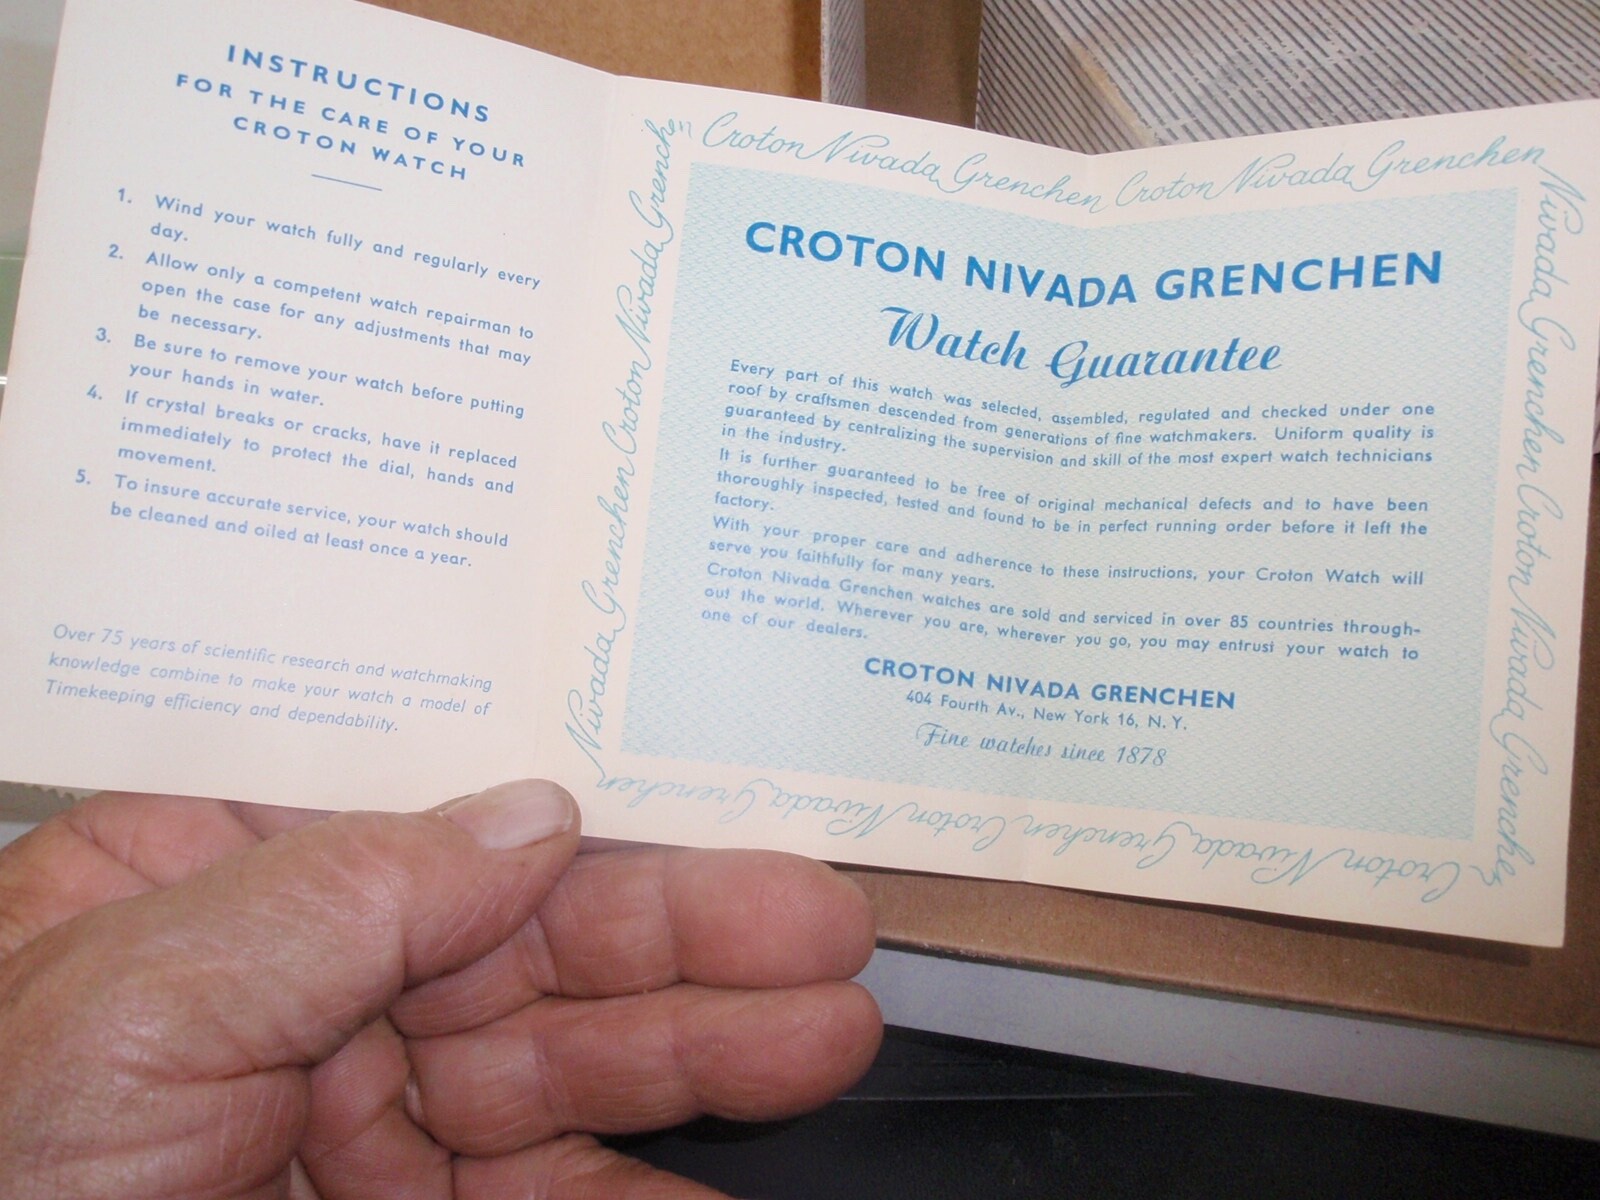 INSTRUCTIONS
FOR THE CARE OF YOUR
CROTON WATCH
1. Wind your watch fully and regularly every
day.
2. Allow only a competent watch repairman to
open the case for any adjustments that may
be necessary.
3. Be sure to remove your watch before putting
your hands in water.
4. If crystal breaks or cracks, have it replaced
immediately to protect the dial, hands and
movement.
5. To insure accurate service, your watch should
be cleaned and oiled at least once a year.
Over 75 years of scientific research and watchmaking
knowledge combine to make your watch a model of
Timekeeping efficiency and dependability.
Croton Nivada Grenchen Croton Nivada Grenchen
Nivada Grenchen Croton Nivada Grenchen
Nivada Grenchen Croton Nivada Grenchen
Croton Nivada Grenchen Croton Nivada Grenchen
CROTON NIVADA GRENCHEN
Watch Guarantee
Every part of this watch was selected, assembled, regulated and checked under one
roof by craftsmen descended from generations of fine watchmakers. Uniform quality is
guaranteed by centralizing the supervision and skill of the most expert watch technicians
in the industry.
It is further guaranteed to be free of original mechanical defects and to have been
thoroughly inspected, tested and found to be in perfect running order before it left the
factory.
With your proper care and adherence to these instructions, your Croton Watch will
serve you faithfully for many years.
Croton Nivada Grenchen watches are sold and serviced in over 85 countries through-
out the world. Wherever you are, wherever you go, you may entrust your watch to
one of our dealers.
CROTON NIVADA GRENCHEN
404 Fourth Av., New York 16, N. Y.
Fine watches since 1878